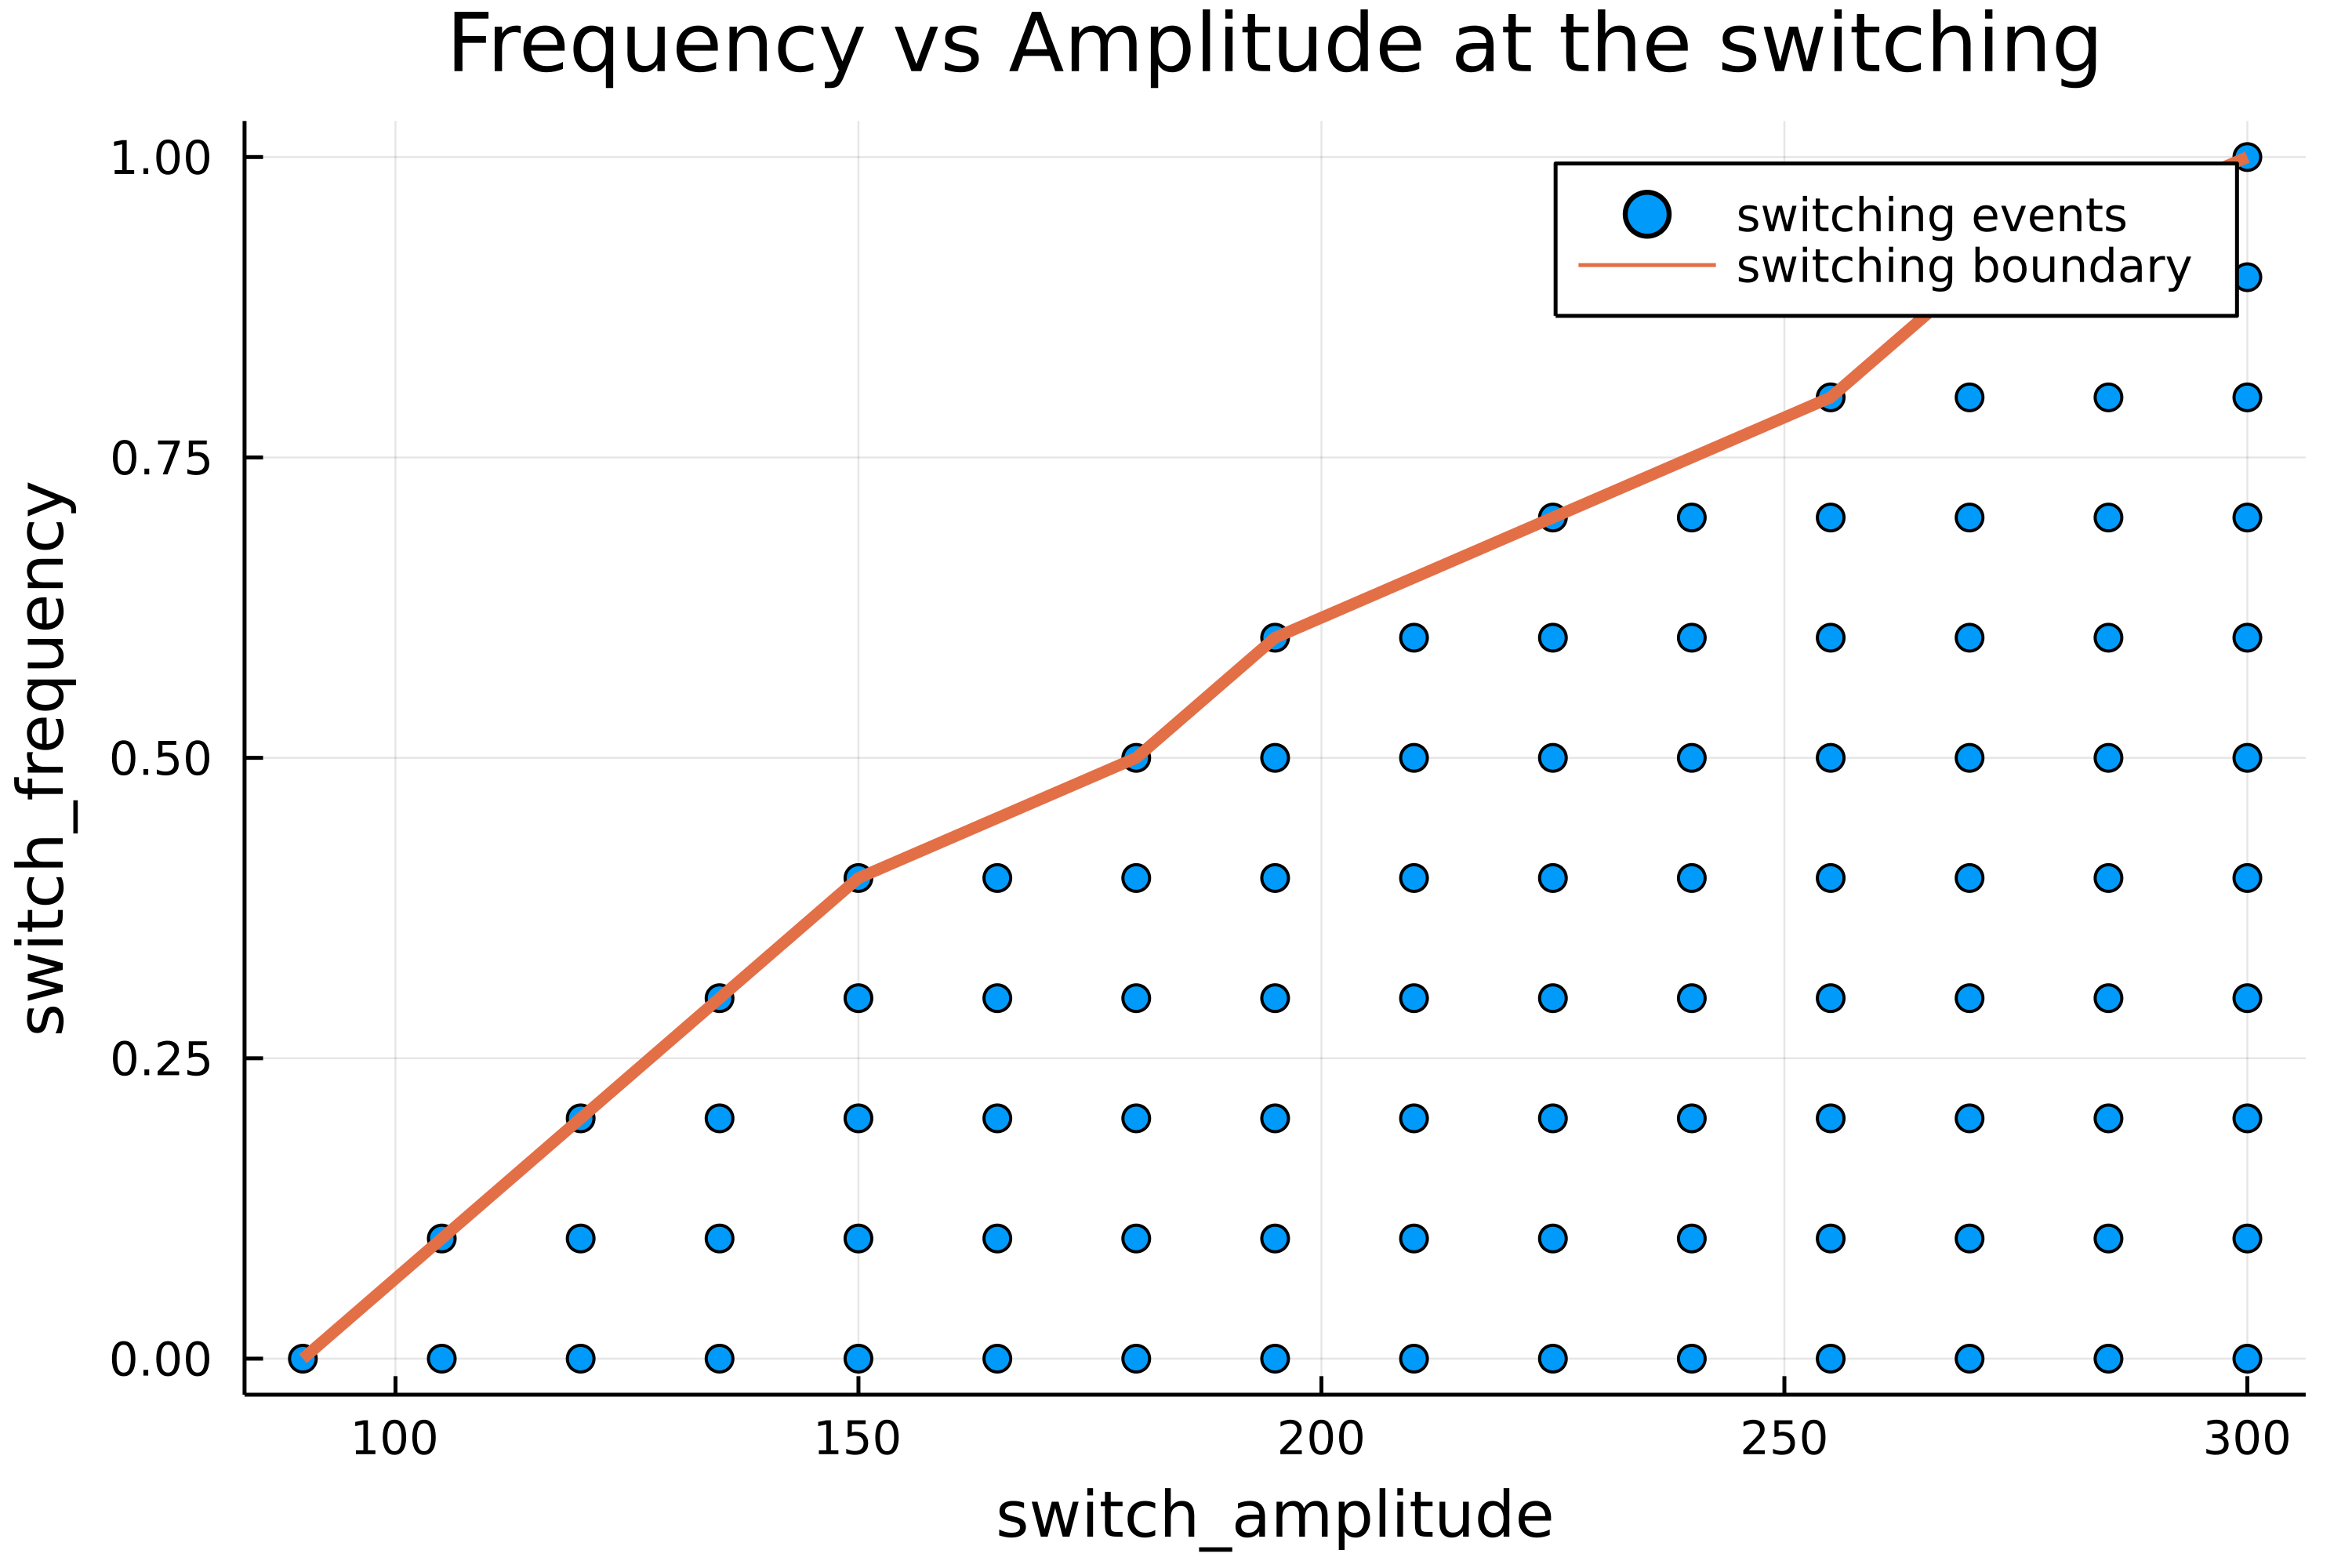 Frequency vs Amplitude at the switching
switching events
switching boundary
1.00
0.75
0.50
0.25
0.00
switch_frequency
100
150
200
250
300
switch_amplitude